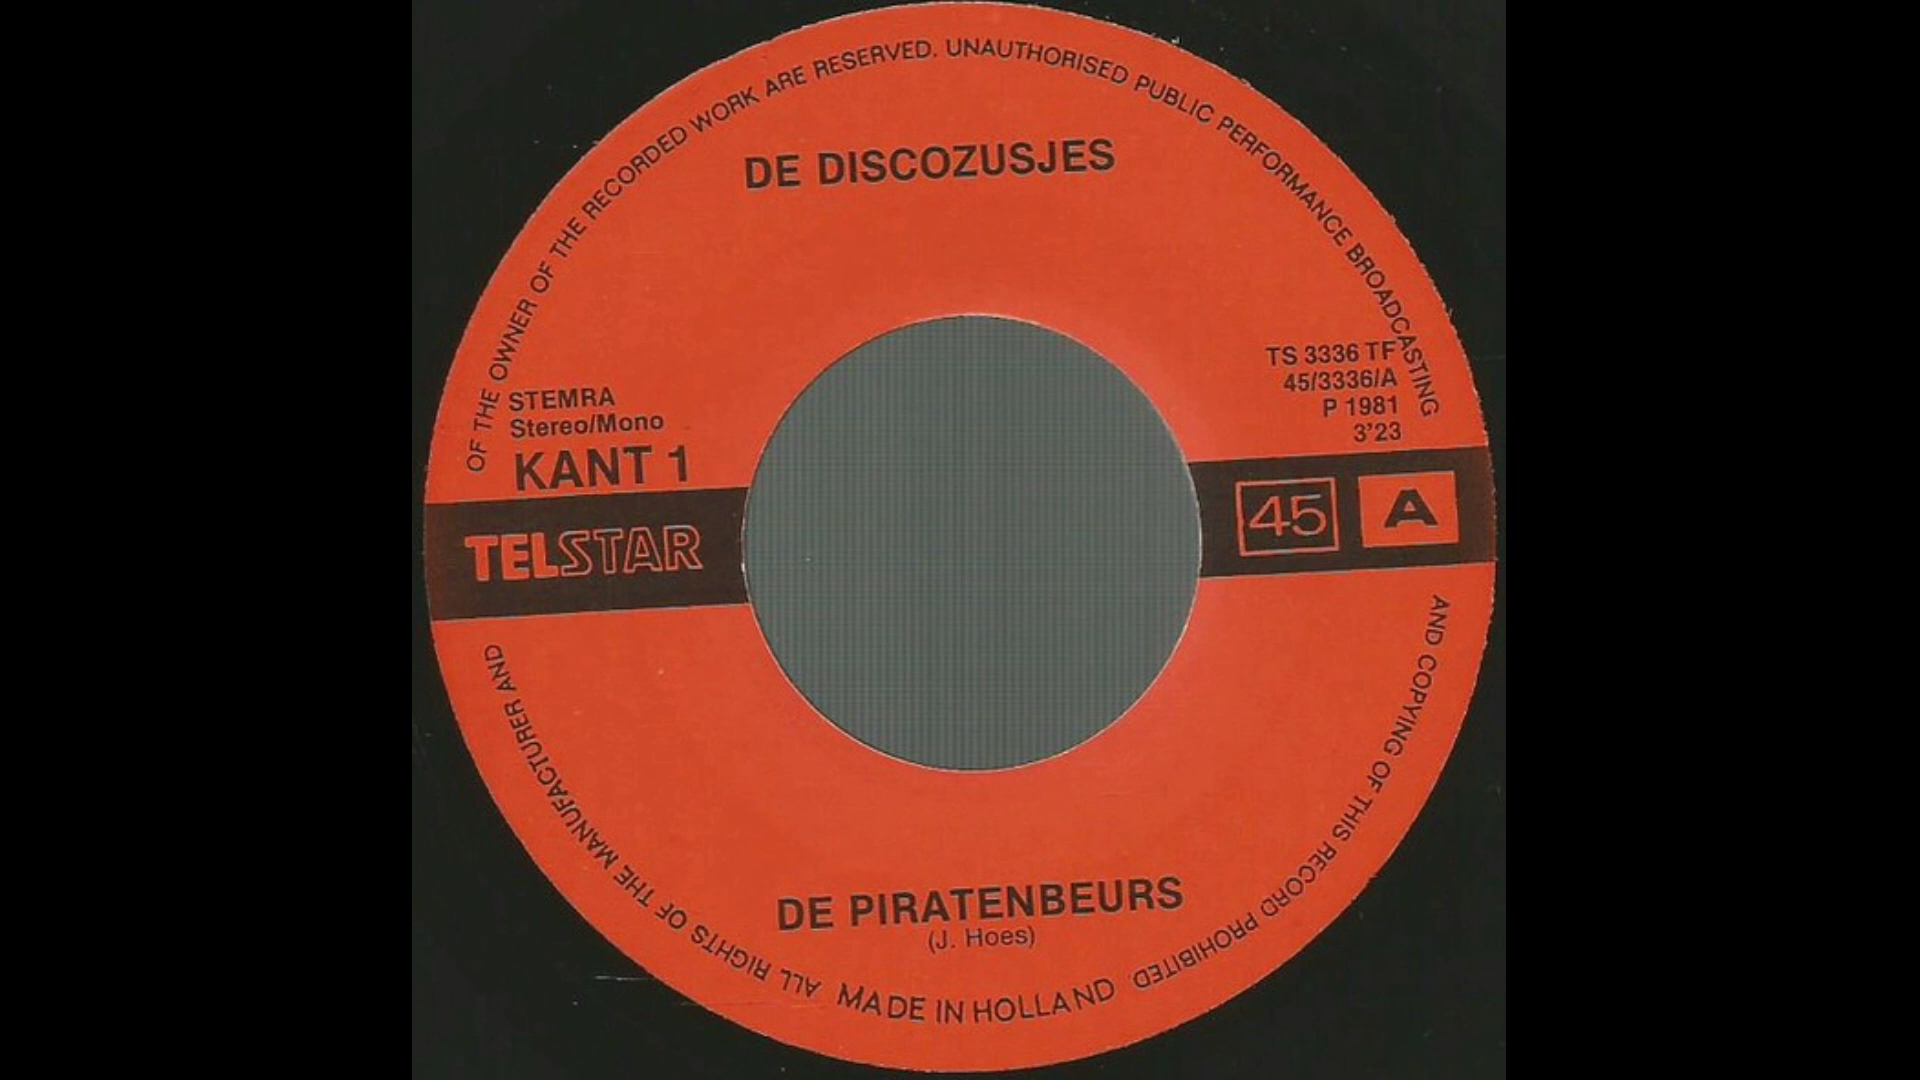 OF THE OWNER OF THE RECORDED WORK ARE RESERVED. UNAUTHORISED PUBLIC PERFORMANCE BROADCASTING
DE DISCOZUSJES
STEMRA
Stereo/Mono
KANT 1
TS 3336 TF
45/3336/A
P 1981
3'23
TELSTAR
45 A
DE PIRATENBEURS
(J. Hoes)
AND COPYING OF THIS RECORD PROHIBITED
MADE IN HOLLAND
ALL RIGHTS OF THE MANUFACTURER AND